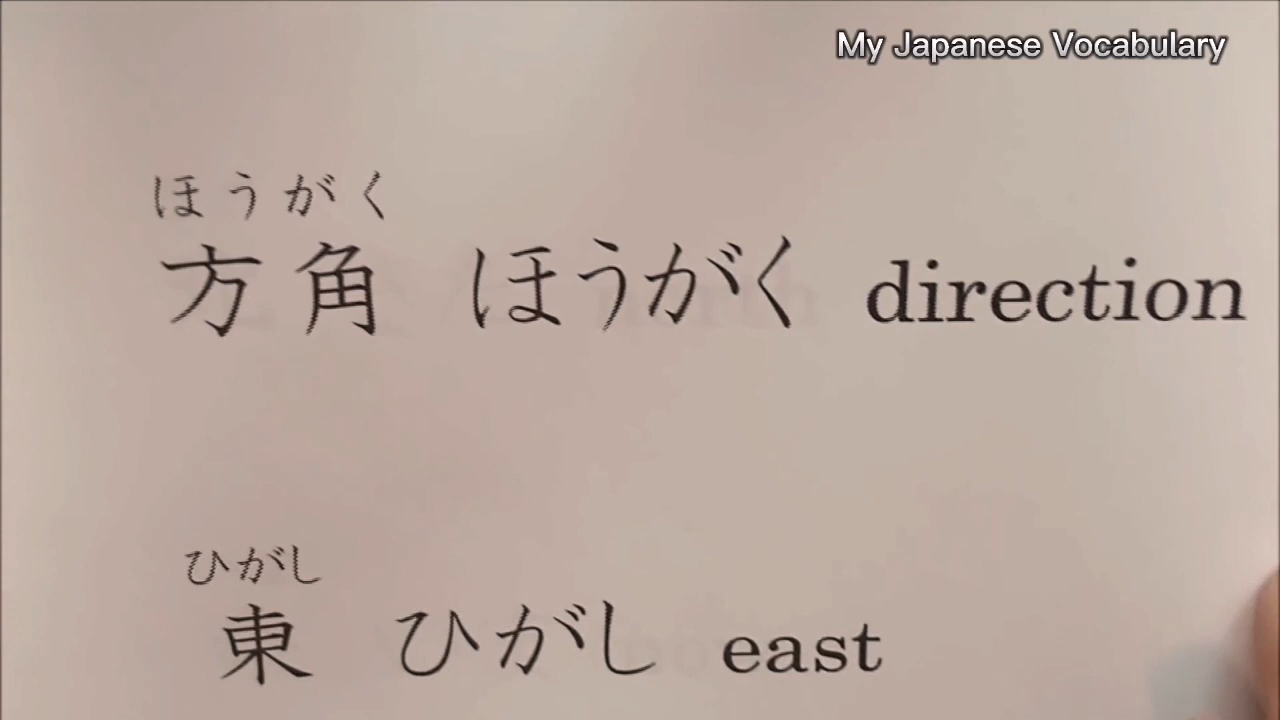 My Japanese Vocabulary
ほうがく
方角 ほうがく direction
ひがし
東 ひがし east